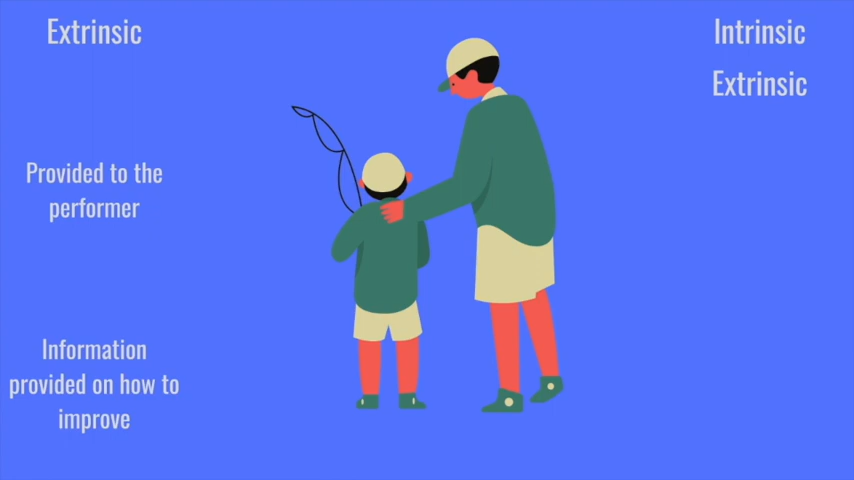 Extrinsic
Provided to the
performer
Information
provided on how to
improve
Intrinsic
Extrinsic